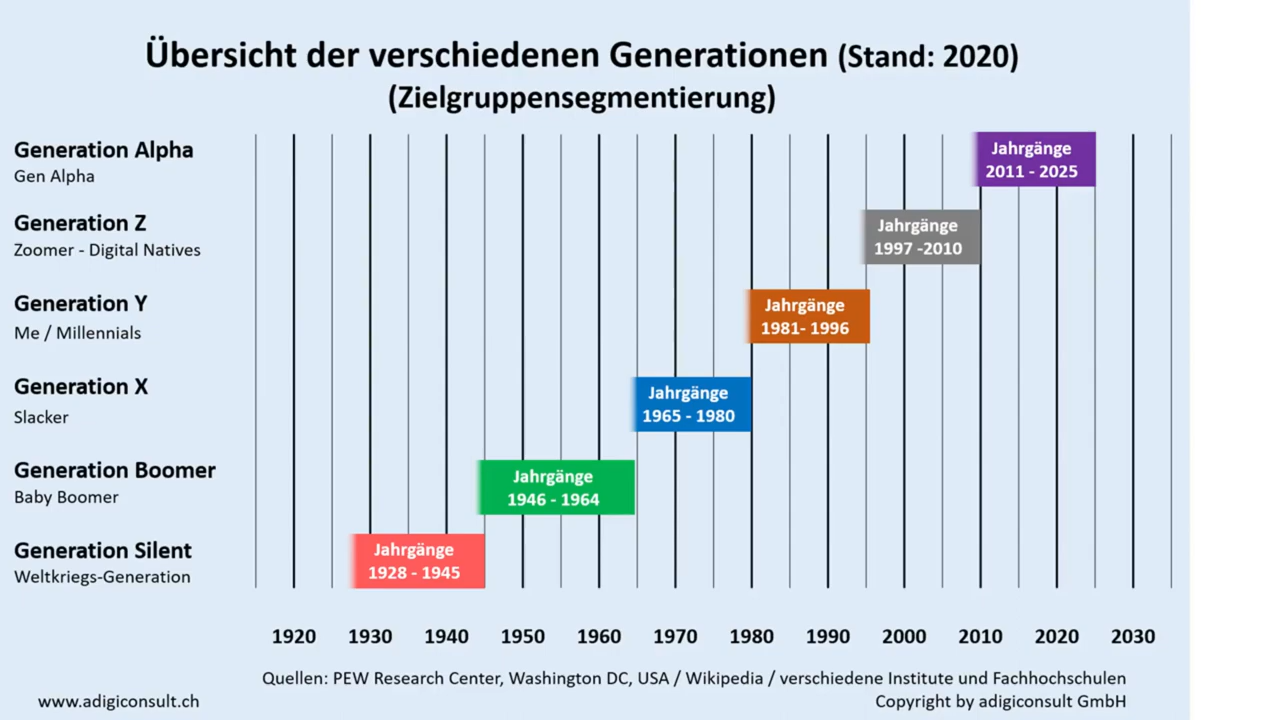 Übersicht der verschiedenen Generationen (Stand: 2020)
(Zielgruppensegmentierung)
Generation Alpha
Gen Alpha
Jahrgänge
2011 - 2025
Generation Z
Zoomer - Digital Natives
Jahrgänge
1997 -2010
Generation Y
Me / Millennials
Jahrgänge
1981- 1996
Generation X
Slacker
Jahrgänge
1965 - 1980
Generation Boomer
Baby Boomer
Jahrgänge
1946 - 1964
Generation Silent
Weltkriegs-Generation
Jahrgänge
1928 - 1945
1920 1930 1940 1950 1960 1970 1980 1990 2000 2010 2020 2030
Quellen: PEW Research Center, Washington DC, USA / Wikipedia / verschiedene Institute und Fachhochschulen
www.adigiconsult.ch
Copyright by adigiconsult GmbH